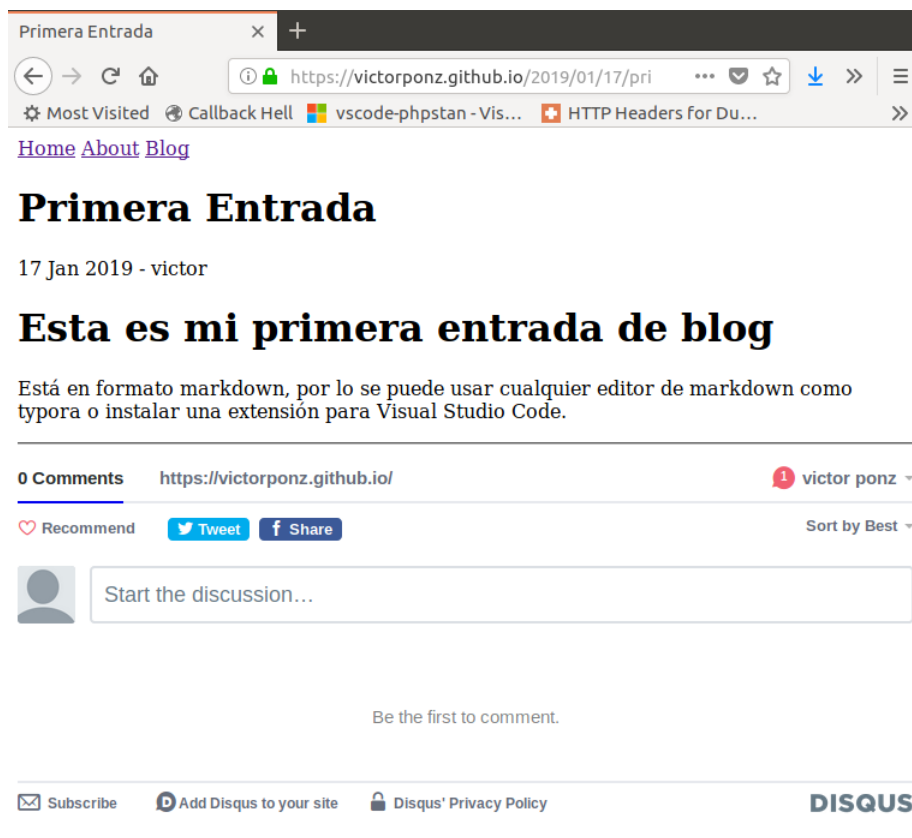 Primera Entrada
https://victorponz.github.io/2019/01/17/pri
Most Visited Callback Hell vscode-phpstan - Vis... HTTP Headers for Du...
Home About Blog
Primera Entrada
17 Jan 2019 - victor
Esta es mi primera entrada de blog
Está en formato markdown, por lo se puede usar cualquier editor de markdown como
typora o instalar una extensión para Visual Studio Code.
0 Comments https://victorponz.github.io/ 1 victor ponz
Recommend Tweet f Share Sort by Best
Start the discussion...
Be the first to comment.
Subscribe D Add Disqus to your site Disqus' Privacy Policy DISQUS